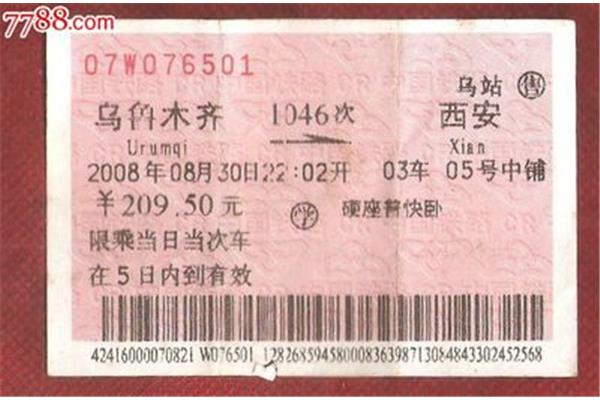 7788.com
07W076501
乌站 售
乌鲁木齐 1046次 西安
Urumqi Xian
2008年08月30日22:02开 03车 05号中铺
￥209.50元 学 硬座普快卧
限乘当日当次车
在5日内到有效
42416000070821 W076501 12826859458000836398713084843302452568